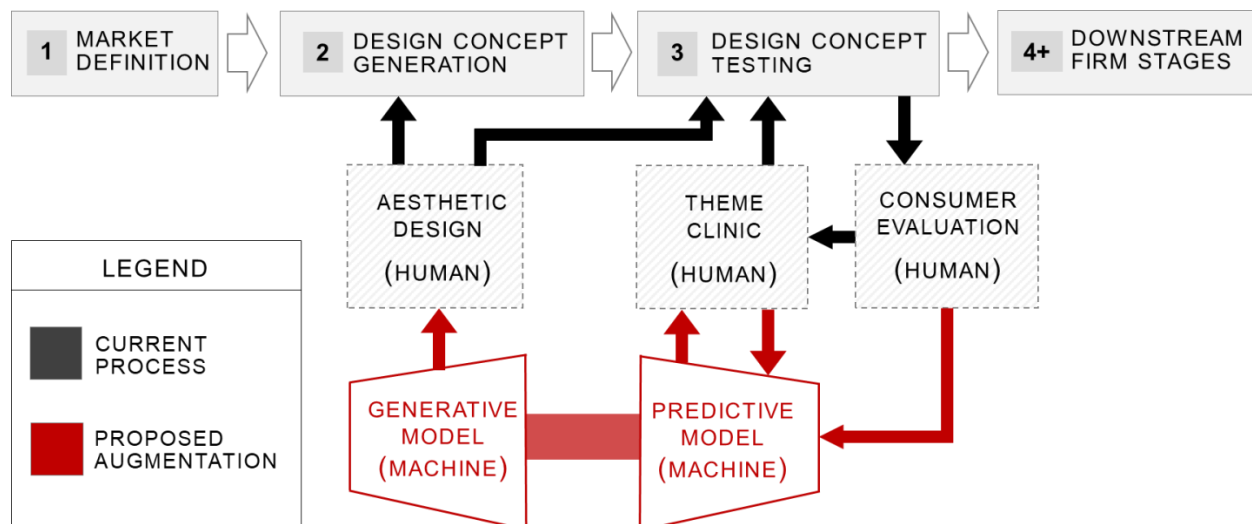 1 MARKET
DEFINITION
2 DESIGN CONCEPT
GENERATION
3 DESIGN CONCEPT
TESTING
4+ DOWNSTREAM
FIRM STAGES
AESTHETIC
DESIGN
(HUMAN)
THEME
CLINIC
(HUMAN)
CONSUMER
EVALUATION
(HUMAN)
LEGEND
CURRENT
PROCESS
PROPOSED
AUGMENTATION
GENERATIVE
MODEL
(MACHINE)
PREDICTIVE
MODEL
(MACHINE)